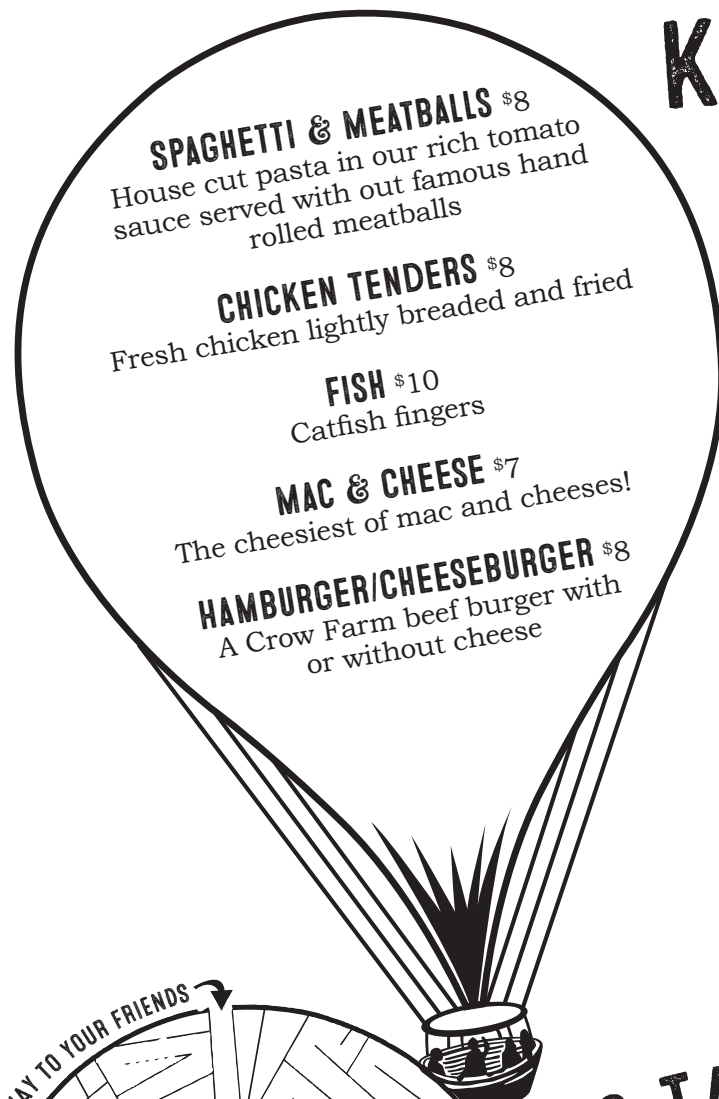 K
SPAGHETTI & MEATBALLS $8
House cut pasta in our rich tomato
sauce served with out famous hand
rolled meatballs
CHICKEN TENDERS $8
Fresh chicken lightly breaded and fried
FISH $10
Catfish fingers
MAC & CHEESE $7
The cheesiest of mac and cheeses!
HAMBURGER/CHEESEBURGER $8
A Crow Farm beef burger with
or without cheese
TO YOUR FRIENDS